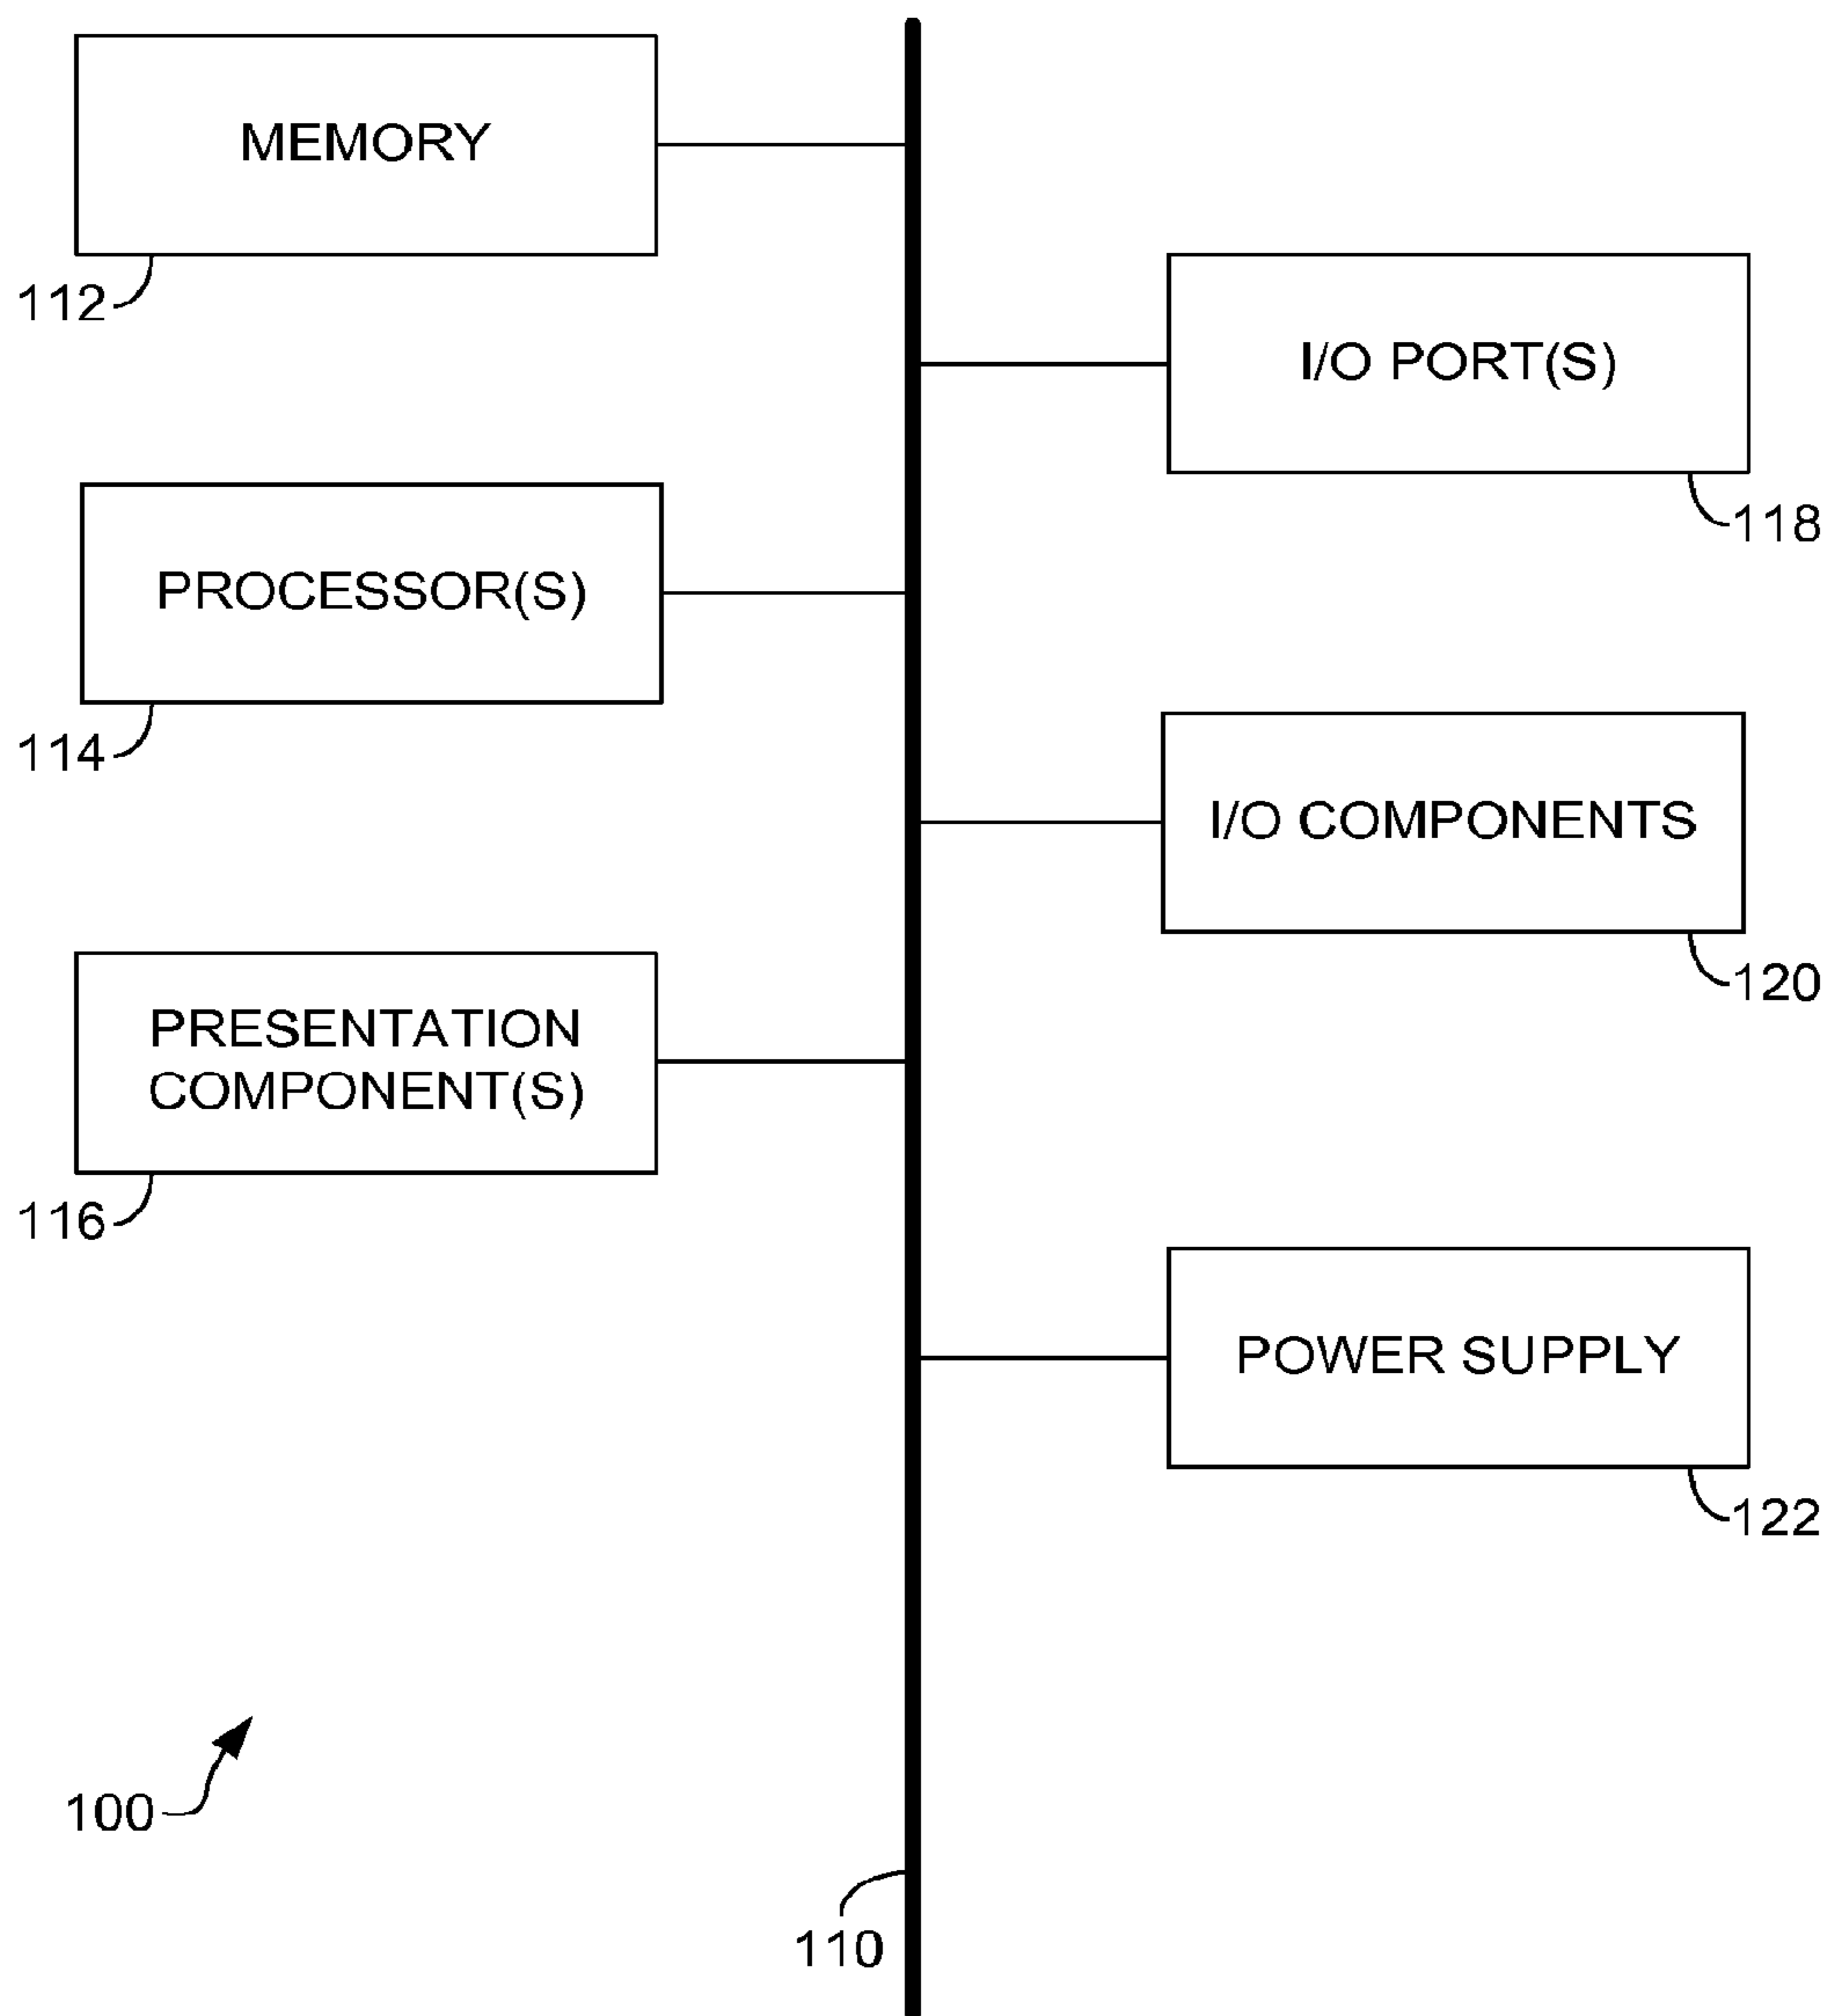 MEMORY
112
I/O PORT(S)
118
PROCESSOR(S)
114
I/O COMPONENTS
120
PRESENTATION
COMPONENT(S)
116
POWER SUPPLY
122
100
110